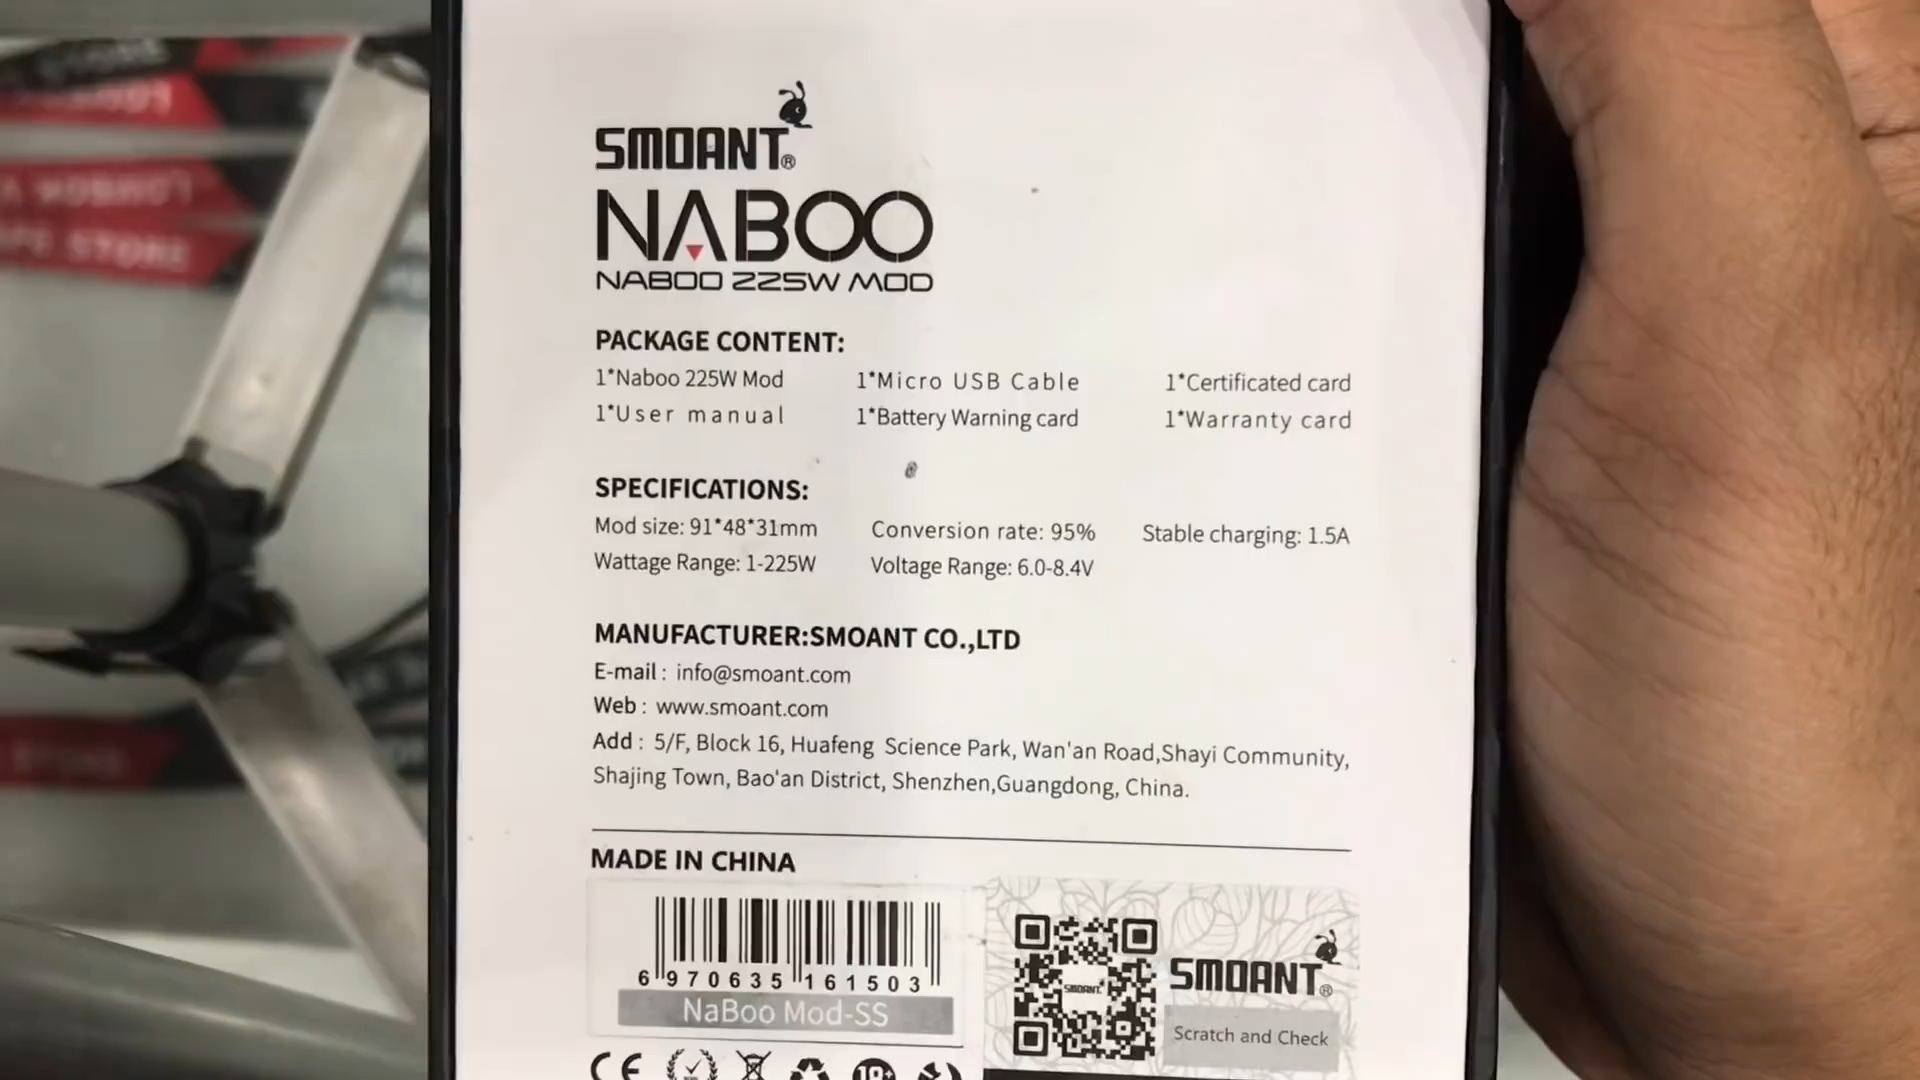 SMOANT®
NABOO
NABOO 225W MOD
PACKAGE CONTENT:
1*Naboo 225W Mod 1*Micro USB Cable 1*Certificated card
1*User manual 1*Battery Warning card 1*Warranty card
SPECIFICATIONS:
Mod size: 91*48*31mm Conversion rate: 95% Stable charging: 1.5A
Wattage Range: 1-225W Voltage Range: 6.0-8.4V
MANUFACTURER:SMOANT CO.,LTD
E-mail : info@smoant.com
Web : www.smoant.com
Add : 5/F, Block 16, Huafeng Science Park, Wan'an Road,Shayi Community,
Shajing Town, Bao'an District, Shenzhen,Guangdong, China.
MADE IN CHINA
6 970635 161503
NaBoo Mod-SS
SMOANT
SMOANT®
Scratch and Check
CE
18+
STORE